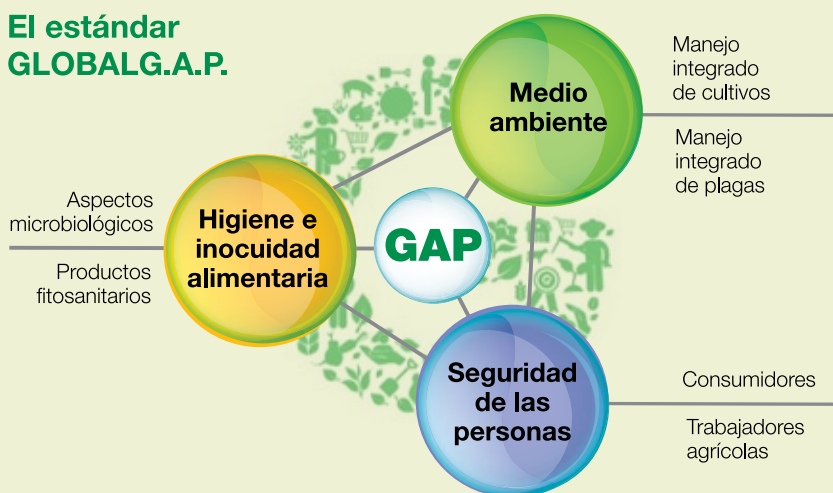 El estándar
GLOBALG.A.P.
Medio
ambiente
Manejo
integrado
de cultivos
Manejo
integrado
de plagas
Aspectos
microbiológicos
Productos
fitosanitarios
Higiene e
inocuidad
alimentaria
GAP
Seguridad
de las
personas
Consumidores
Trabajadores
agrícolas